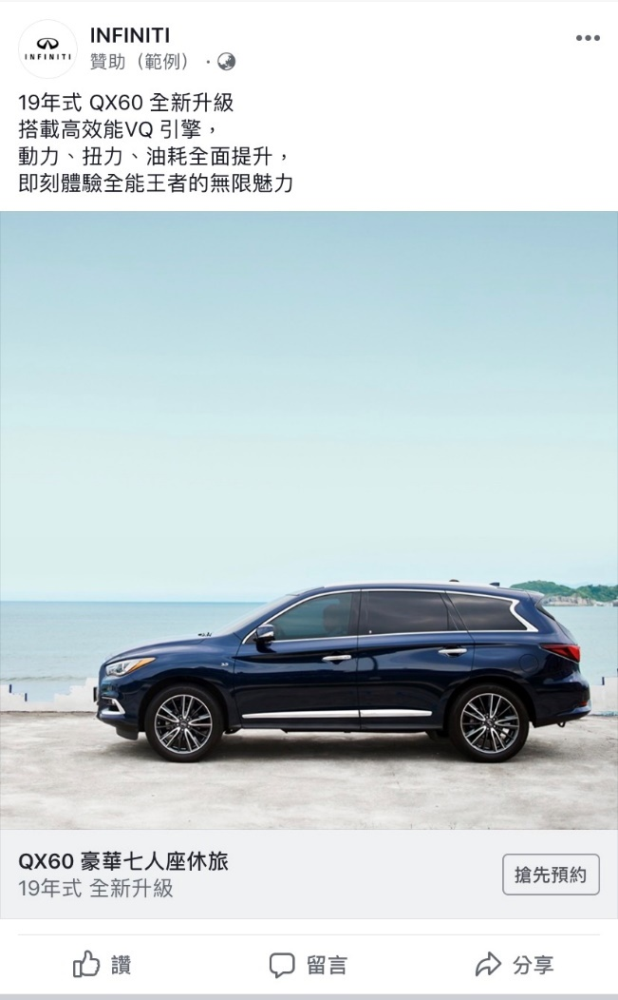 INFINITI
INFINITI
贊助（範例） ·
19年式 QX60 全新升級
搭載高效能VQ 引擎，
動力、扭力、油耗全面提升，
即刻體驗全能王者的無限魅力
QX60 豪華七人座休旅
19年式 全新升級
搶先預約
讚
留言
分享